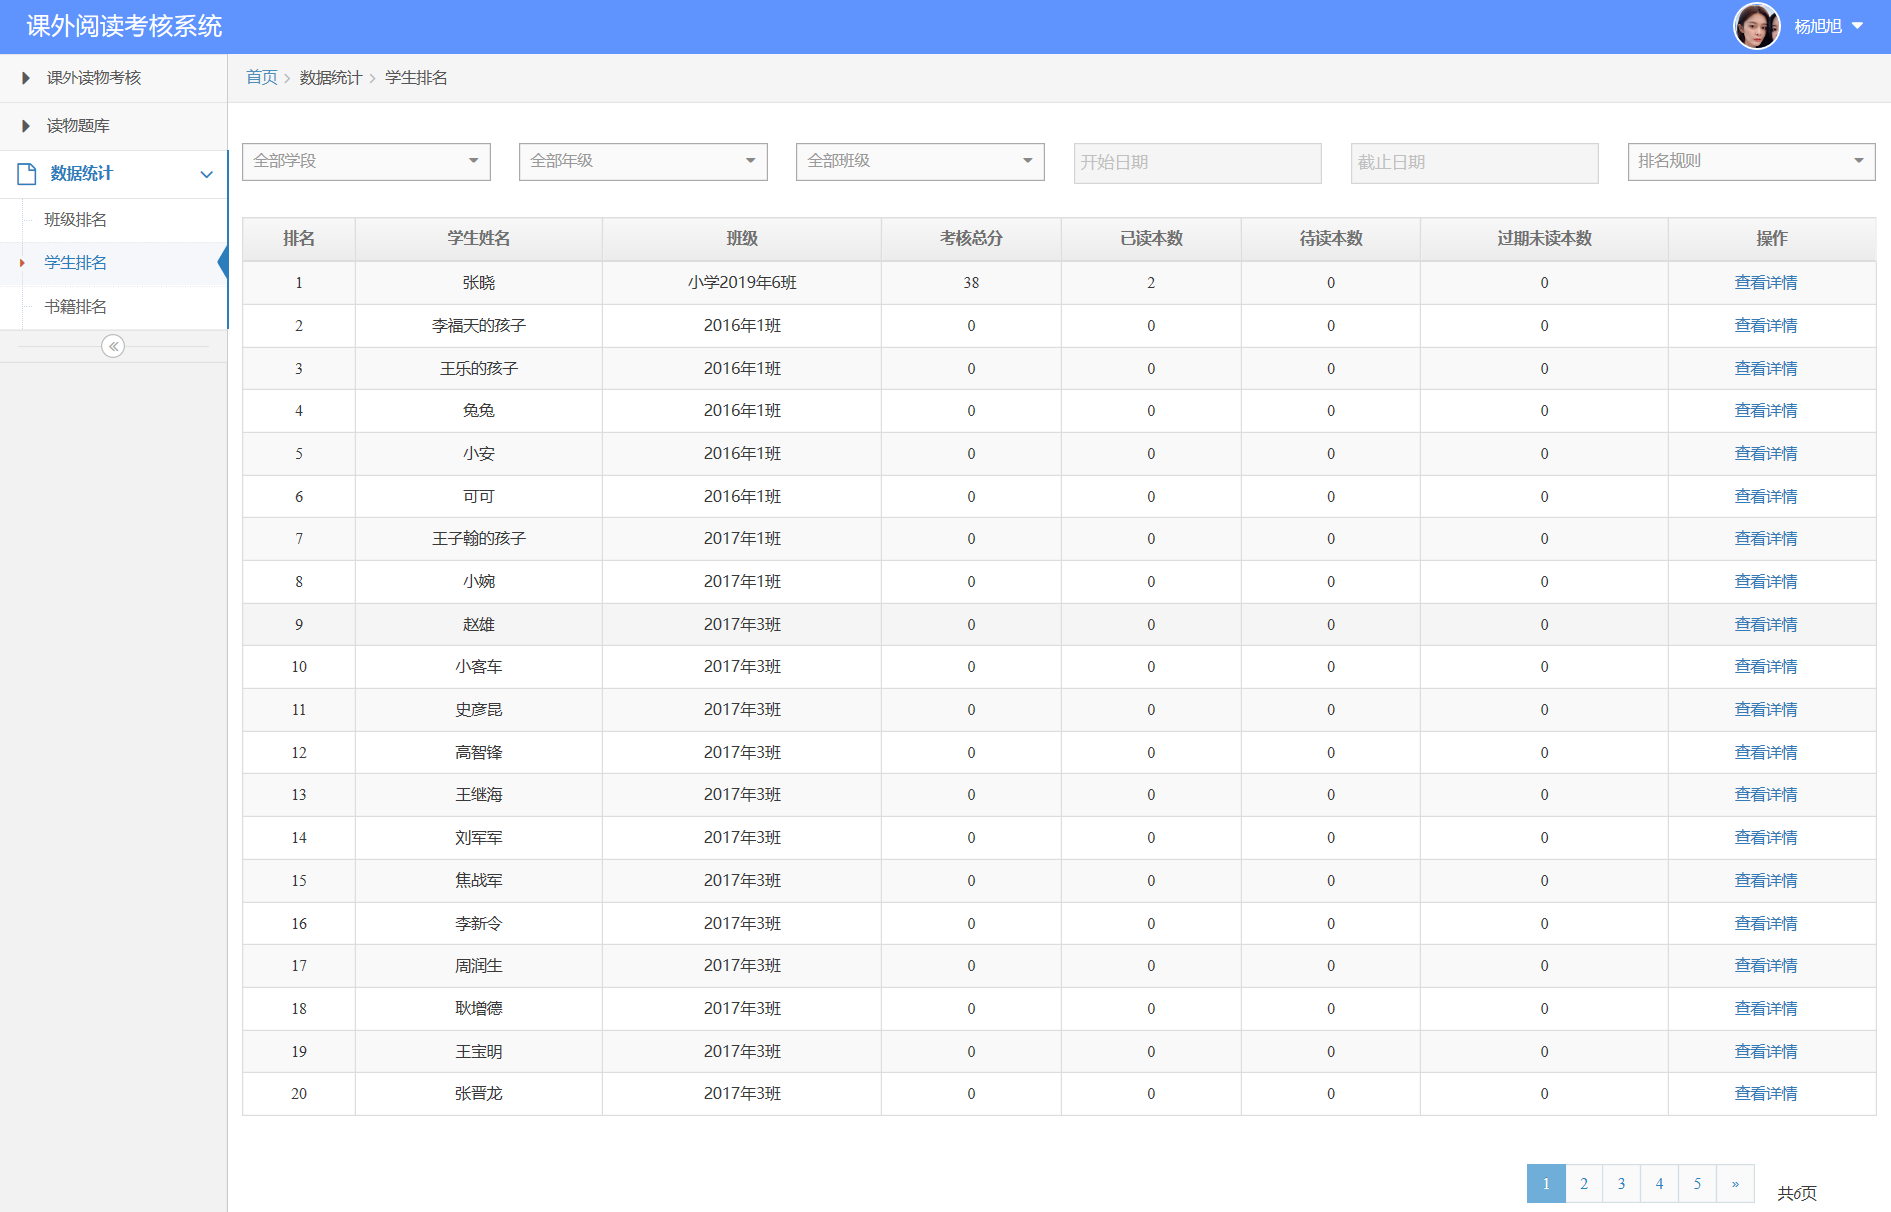 课外阅读考核系统
杨旭旭
课外读物考核
读物题库
数据统计
班级排名
学生排名
书籍排名
首页 数据统计 学生排名
全部学段 全部年级 全部班级 开始日期 截止日期 排名规则
排名 学生姓名 班级 考核总分 已读本数 待读本数 过期未读本数 操作
1 张晓 小学2019年6班 38 2 0 0 查看详情
2 李福天的孩子 2016年1班 0 0 0 0 查看详情
3 王乐的孩子 2016年1班 0 0 0 0 查看详情
4 兔兔 2016年1班 0 0 0 0 查看详情
5 小安 2016年1班 0 0 0 0 查看详情
6 可可 2016年1班 0 0 0 0 查看详情
7 王子翰的孩子 2017年1班 0 0 0 0 查看详情
8 小婉 2017年1班 0 0 0 0 查看详情
9 赵雄 2017年3班 0 0 0 0 查看详情
10 小客车 2017年3班 0 0 0 0 查看详情
11 史彦昆 2017年3班 0 0 0 0 查看详情
12 高智锋 2017年3班 0 0 0 0 查看详情
13 王继海 2017年3班 0 0 0 0 查看详情
14 刘军军 2017年3班 0 0 0 0 查看详情
15 焦战军 2017年3班 0 0 0 0 查看详情
16 李新令 2017年3班 0 0 0 0 查看详情
17 周润生 2017年3班 0 0 0 0 查看详情
18 耿增德 2017年3班 0 0 0 0 查看详情
19 王宝明 2017年3班 0 0 0 0 查看详情
20 张晋龙 2017年3班 0 0 0 0 查看详情
1 2 3 4 5 » 共6页